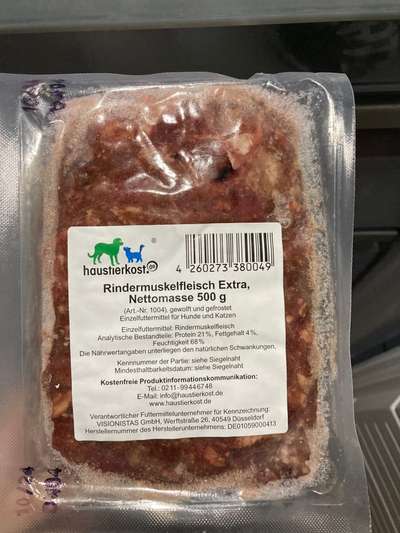 haustierkost.de
4 260273 380049
Rindermuskelfleisch Extra,
Nettomasse 500 g
(Art.-Nr. 1004), gewolft und gefrostet
Einzelfuttermittel für Hunde und Katzen
Einzelfuttermittel: Rindermuskelfleisch
Analytische Bestandteile: Protein 21%, Fettgehalt 4%,
Feuchtigkeit 68%
Die Nährwertangaben unterliegen den natürlichen Schwankungen,
Kennnummer der Partie: siehe Siegelnaht
Mindesthaltbarkeitsdatum: siehe Siegelnaht
Kostenfreie Produktinformationskommunikation:
Tel.: 0211-99446748
E-Mail: info@haustierkost.de
www.haustierkost.de
Verantwortlicher Futtermittelunternehmer für Kennzeichnung:
VISIONISTAS GmbH, Werftstraße 26, 40549 Düsseldorf
Herstellernummer des Herstellerunternehmens: DE01059000413